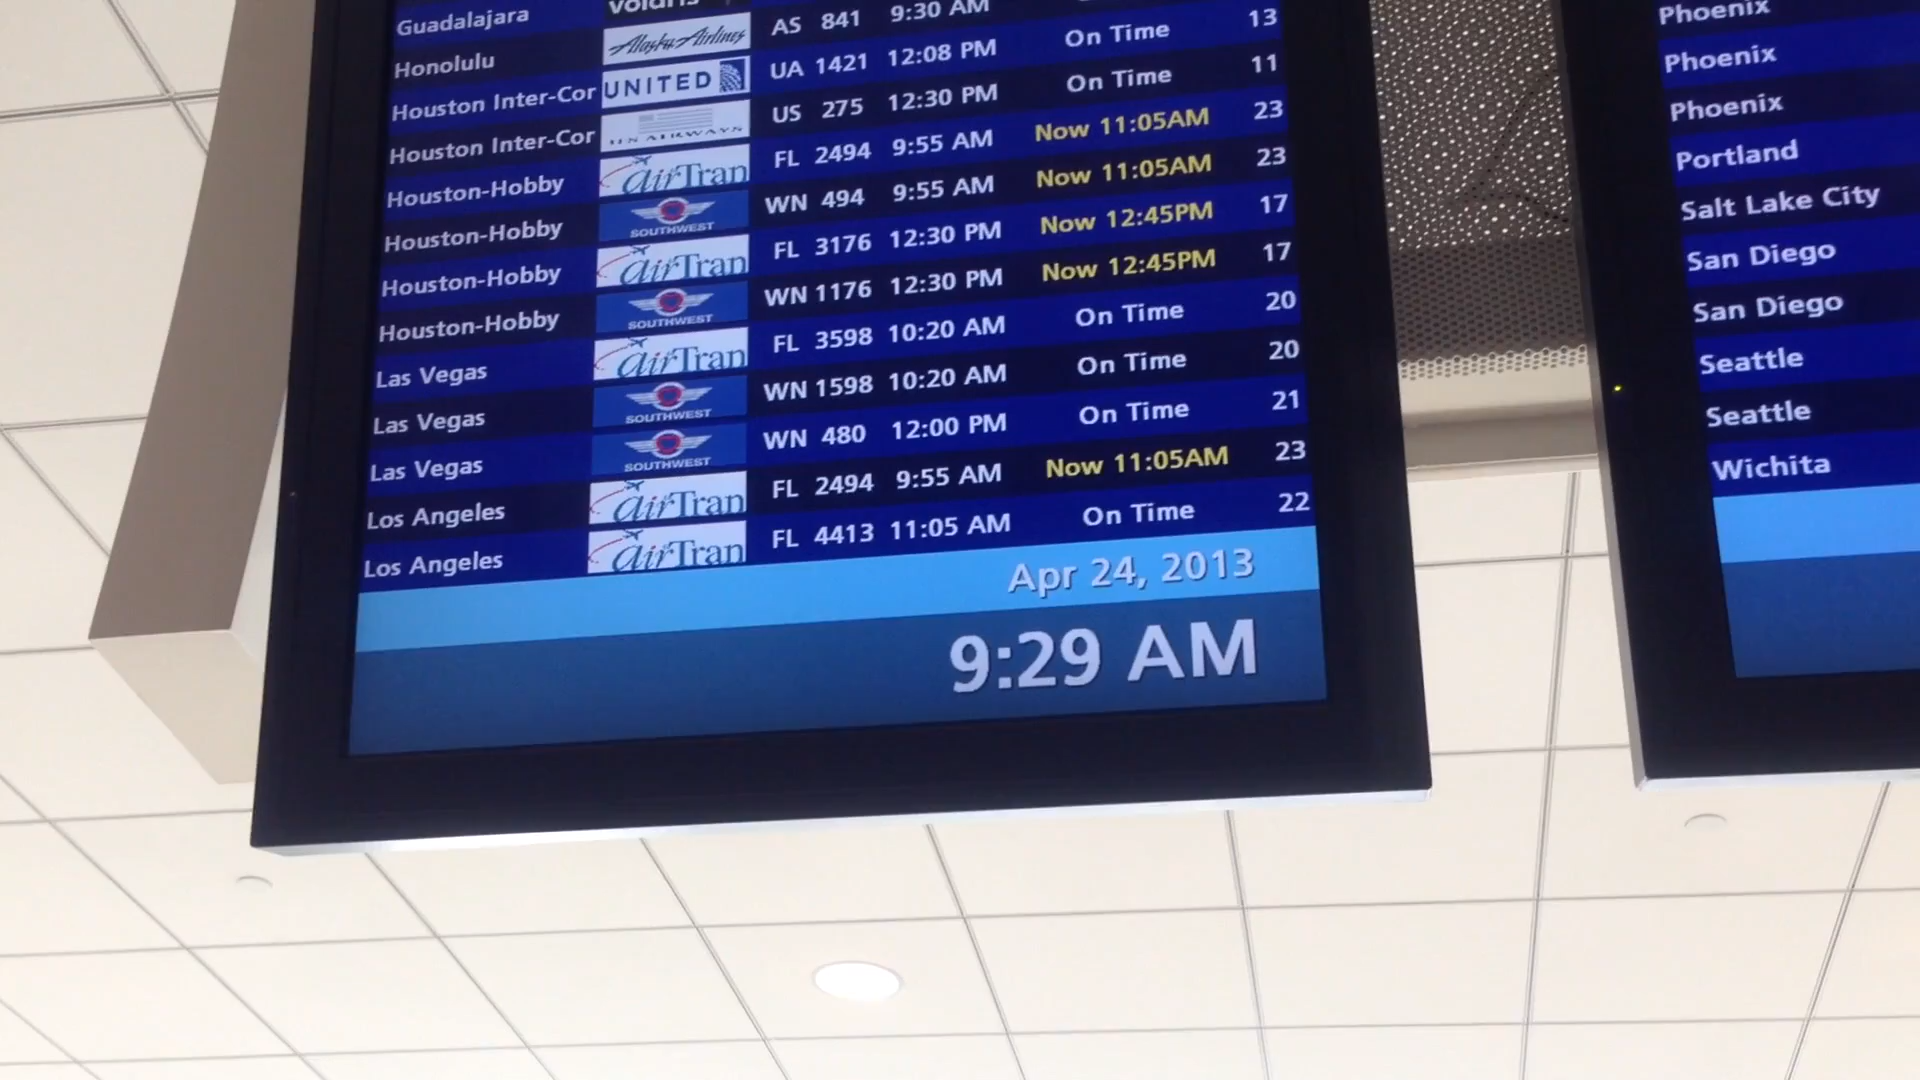 Guadalajara volaris
Honolulu Alaska Airlines AS 841 9:30 AM
Houston Inter-Cor UNITED UA 1421 12:08 PM On Time 13
Houston Inter-Cor US AIRWAYS US 275 12:30 PM On Time 11
Houston-Hobby airTran FL 2494 9:55 AM Now 11:05AM 23
Houston-Hobby SOUTHWEST WN 494 9:55 AM Now 11:05AM 23
Houston-Hobby airTran FL 3176 12:30 PM Now 12:45PM 17
Houston-Hobby SOUTHWEST WN 1176 12:30 PM Now 12:45PM 17
Las Vegas airTran FL 3598 10:20 AM On Time 20
Las Vegas SOUTHWEST WN 1598 10:20 AM On Time 20
Las Vegas SOUTHWEST WN 480 12:00 PM On Time 21
Los Angeles airTran FL 2494 9:55 AM Now 11:05AM 23
Los Angeles airTran FL 4413 11:05 AM On Time 22
Apr 24, 2013
9:29 AM
Phoenix
Phoenix
Phoenix
Portland
Salt Lake City
San Diego
San Diego
Seattle
Seattle
Wichita